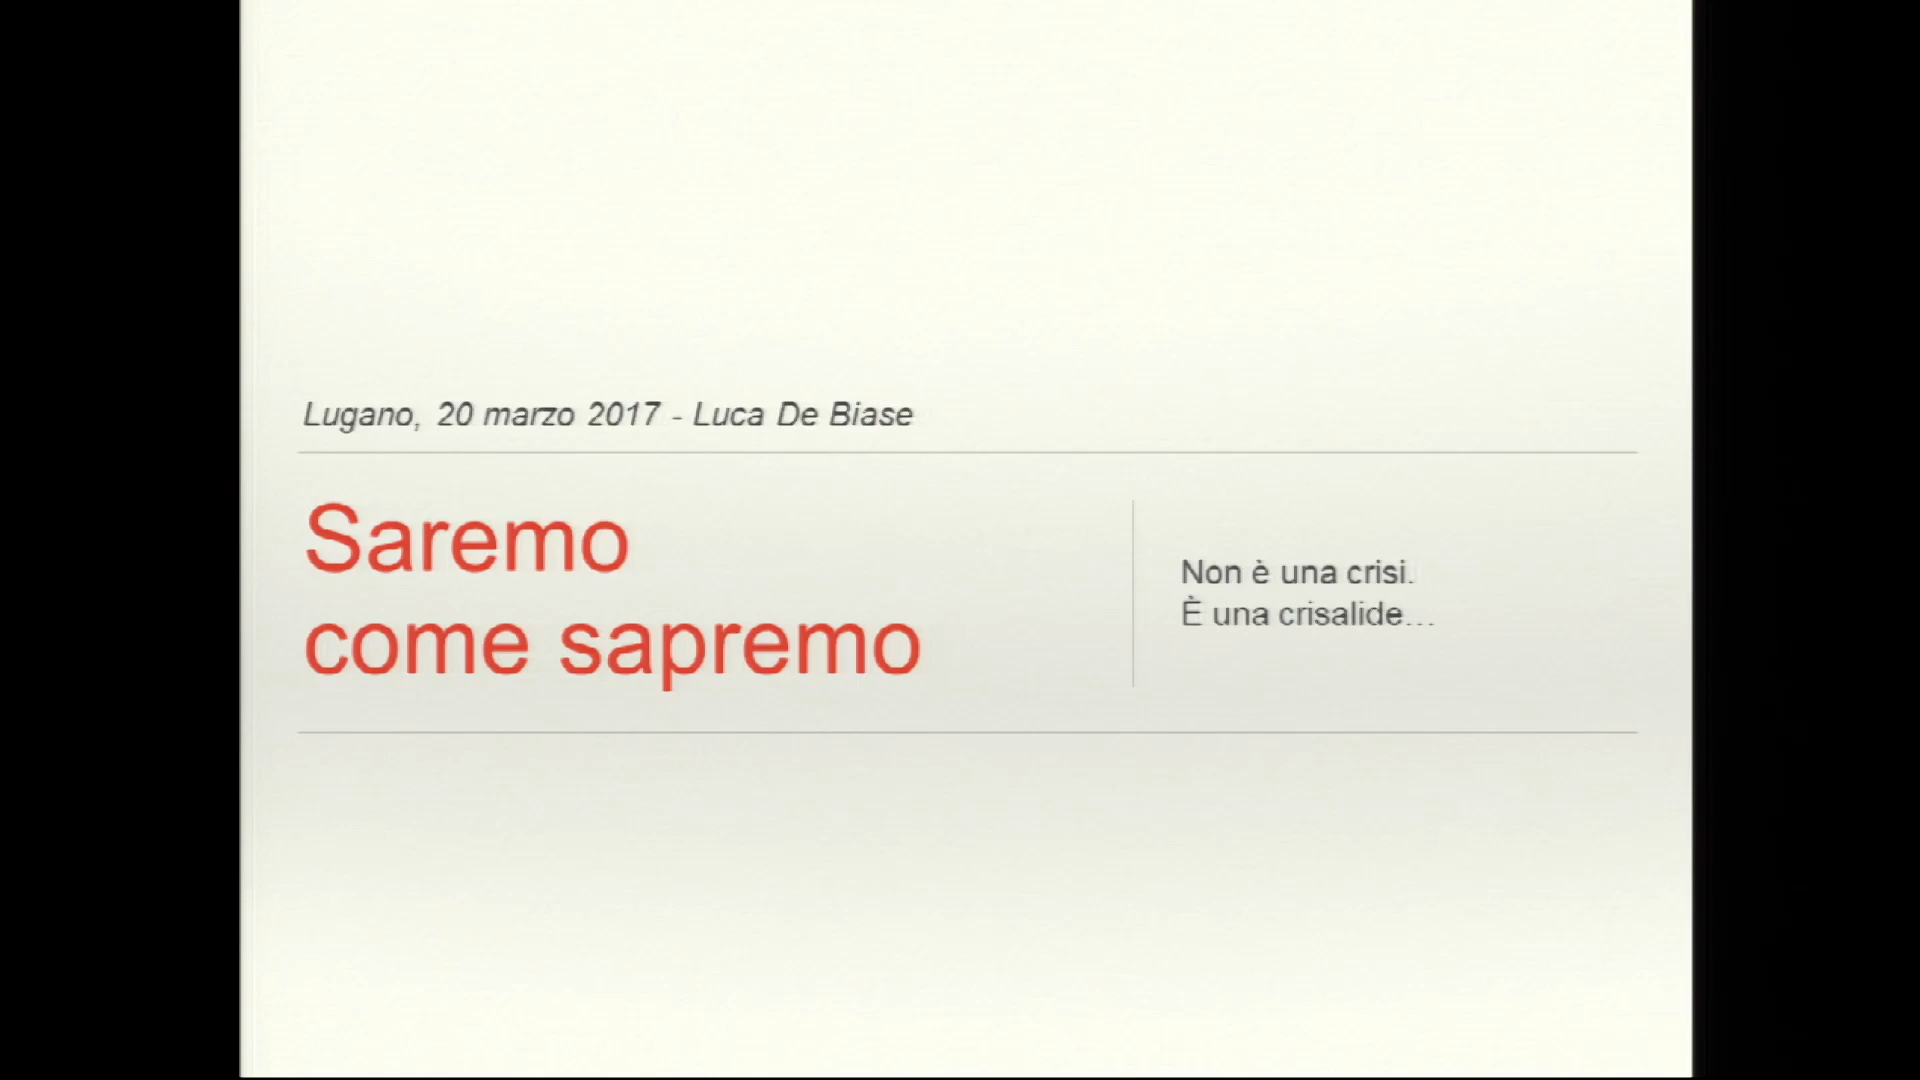 Lugano, 20 marzo 2017 - Luca De Biase
Saremo
come sapremo
Non è una crisi.
È una crisalide...